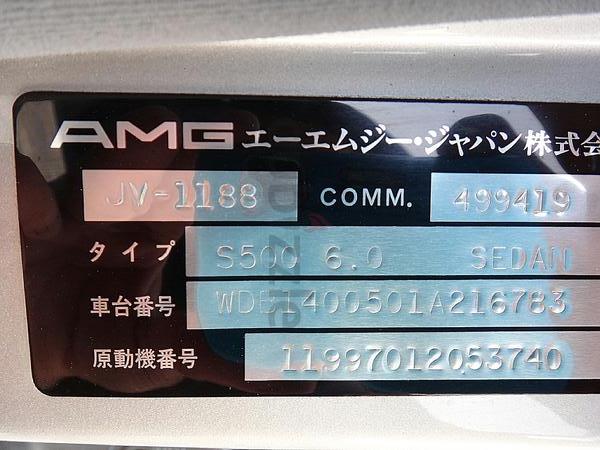 AMG エーエムジー・ジャパン株式会
JV-1188 COMM. 499419
タイプ S500 6.0 SEDAN
車台番号 WDB1400501A216783
原動機番号 11997012053740